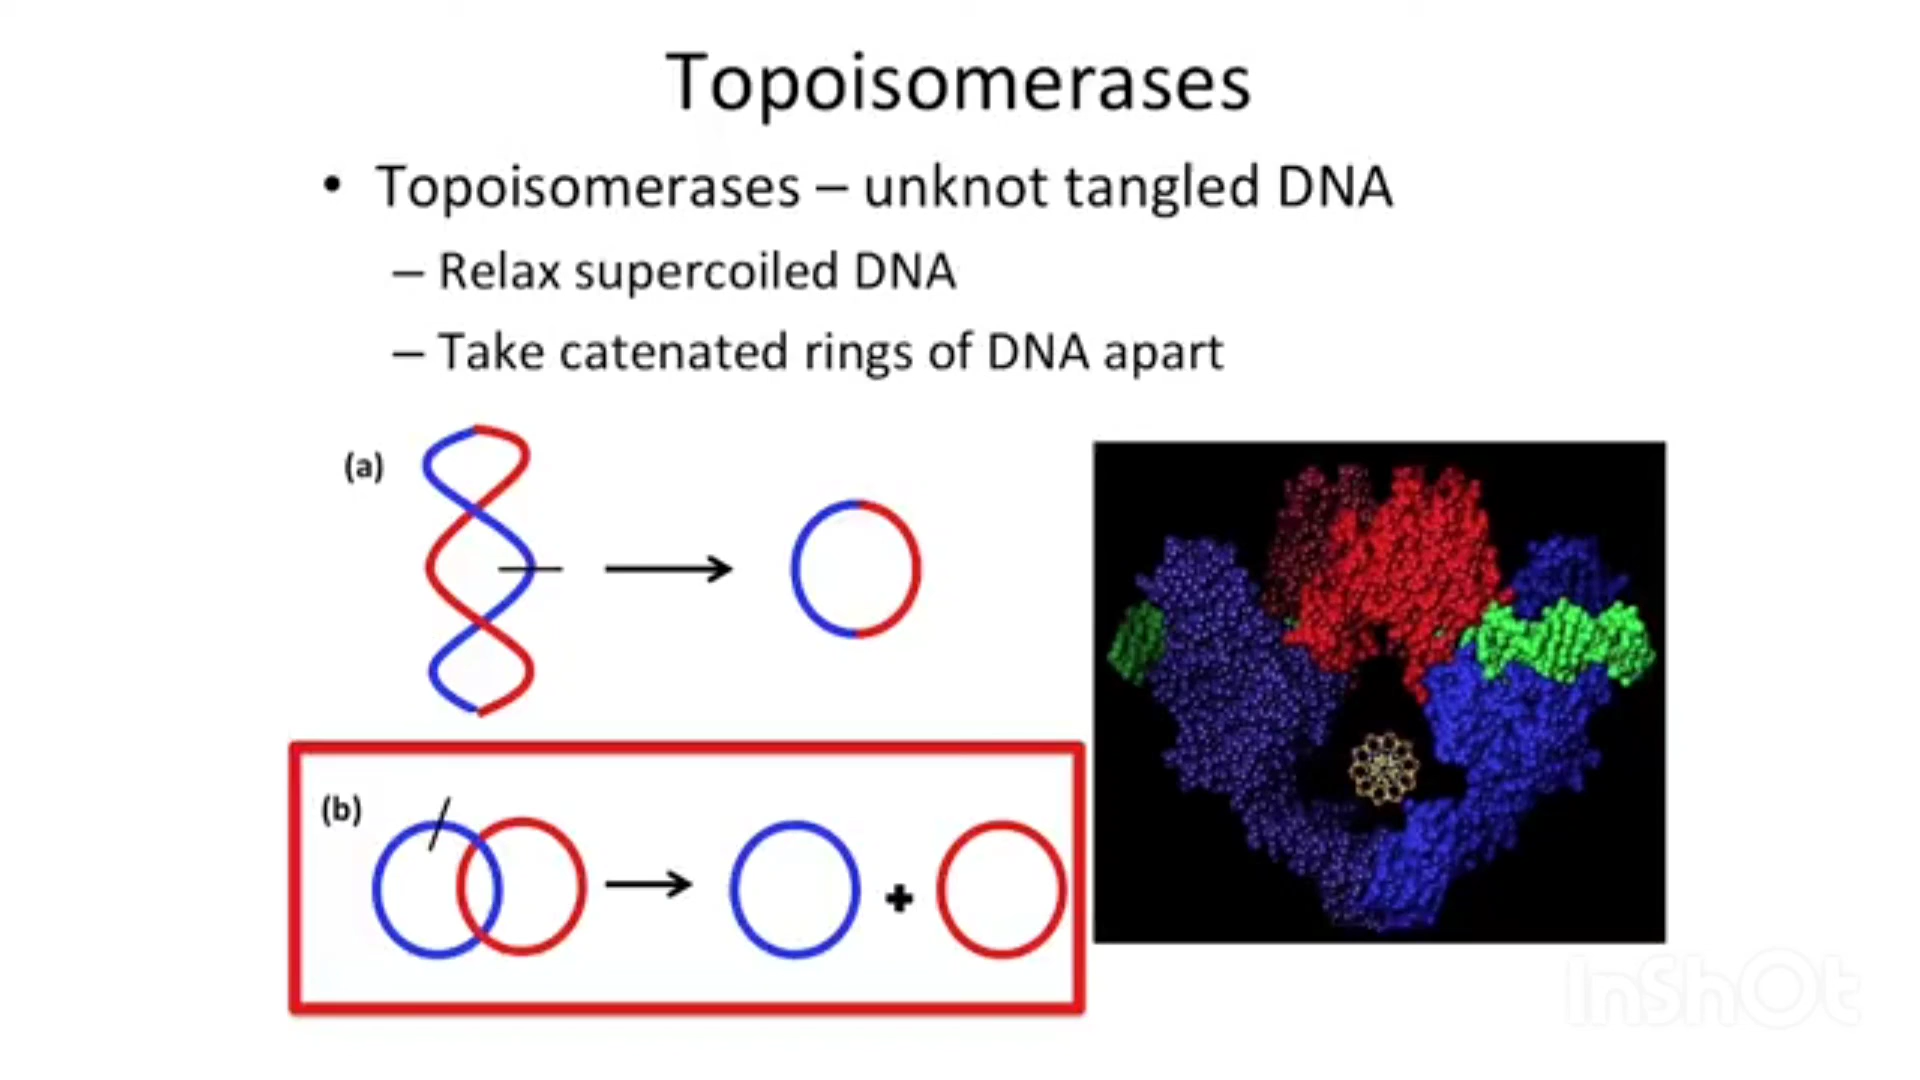 Topoisomerases
• Topoisomerases – unknot tangled DNA
– Relax supercoiled DNA
– Take catenated rings of DNA apart
(a)
(b)
+
InShOt